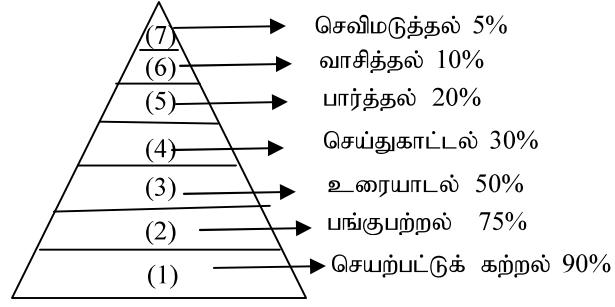 (7) செவிமடுத்தல் 5%
(6) வாசித்தல் 10%
(5) பார்த்தல் 20%
(4) செய்துகாட்டல் 30%
(3) உரையாடல் 50%
(2) பங்குபற்றல் 75%
(1) செயற்பட்டுக் கற்றல் 90%